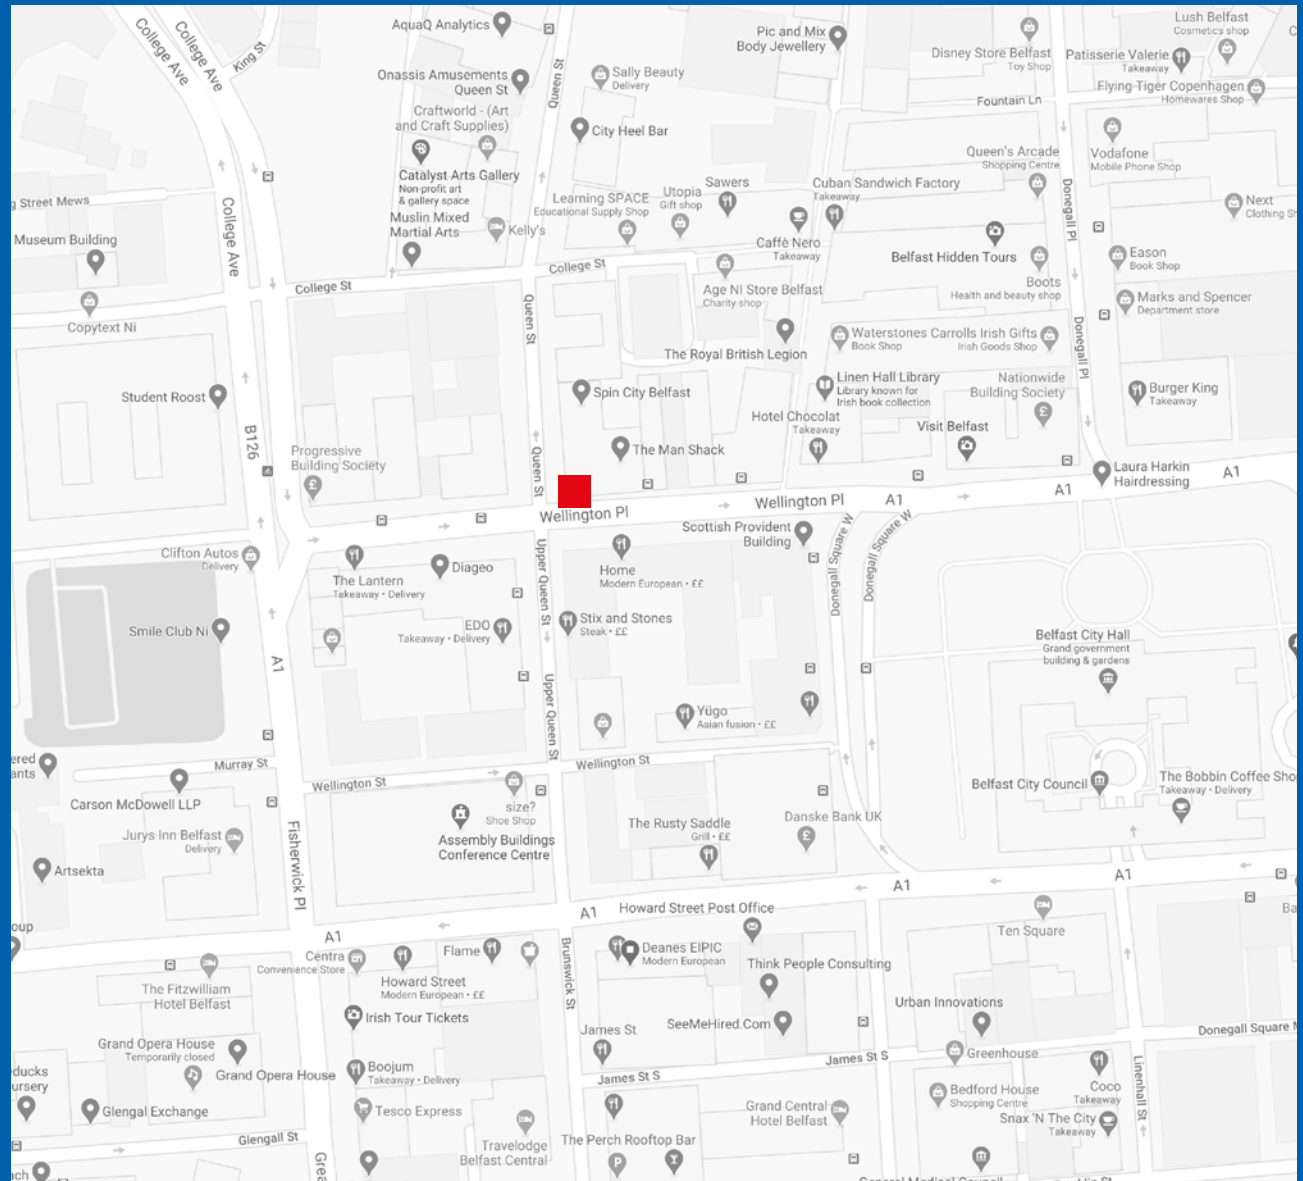 AquaQ Analytics
Pic and Mix
Body Jewellery
Lush Belfast
Cosmetics shop
Disney Store Belfast
Toy Shop
Patisserie Valerie
Takeaway
College Ave
College Ave
King St
Onassis Amusements
Queen St
Queen St
Sally Beauty
Delivery
Flying Tiger Copenhagen
Homewares Shop
Fountain Ln
Craftworld - (Art
and Craft Supplies)
City Heel Bar
Queen's Arcade
Shopping Centre
Vodafone
Mobile Phone Shop
Catalyst Arts Gallery
Non-profit art
& gallery space
Learning SPACE
Educational Supply Shop
Utopia
Gift shop
Sawers
Cuban Sandwich Factory
Takeaway
Donegall Pl
g Street Mews
College Ave
Next
Clothing Sh
Muslin Mixed
Martial Arts
Kelly's
Museum Building
Caffè Nero
Takeaway
Belfast Hidden Tours
Eason
Book Shop
College St
College St
Age NI Store Belfast
Charity shop
Boots
Health and beauty shop
Marks and Spencer
Department store
Copytext Ni
Queen St
Waterstones
Book Shop
Carrolls Irish Gifts
Irish Goods Shop
Donegall Pl
The Royal British Legion
Student Roost
Spin City Belfast
Linen Hall Library
Library known for
Irish book collection
Nationwide
Building Society
Burger King
Takeaway
Hotel Chocolat
Takeaway
Visit Belfast
B126
Progressive
Building Society
The Man Shack
Queen St
Laura Harkin
Hairdressing
A1
A1
A1
Wellington Pl
Wellington Pl
Scottish Provident
Building
Donegall Square W
Donegall Square W
Clifton Autos
Delivery
The Lantern
Takeaway • Delivery
Diageo
Upper Queen St
Home
Modern European • ££
Smile Club Ni
EDO
Takeaway • Delivery
Stix and Stones
Steak • ££
Belfast City Hall
Grand government
building & gardens
A1
Upper Queen St
Yügo
Asian fusion • ££
ered
ants
Murray St
Wellington St
Wellington St
Carson McDowell LLP
Belfast City Council
The Bobbin Coffee Sho
Takeaway • Delivery
size?
Shoe Shop
Jurys Inn Belfast
Delivery
Fisherwick Pl
Assembly Buildings
Conference Centre
The Rusty Saddle
Grill • ££
Danske Bank UK
Artsekta
A1
A1
A1
A1
Howard Street Post Office
Ba
oup
Ten Square
Centra
Convenience Store
Flame
Brunswick St
Deanes EIPIC
Modern European
Think People Consulting
The Fitzwilliam
Hotel Belfast
Howard Street
Modern European • ££
Urban Innovations
Irish Tour Tickets
James St
SeeMeHired.Com
Donegall Square
Grand Opera House
Temporarily closed
Grand Opera House
Boojum
Takeaway • Delivery
James St S
James St S
Greenhouse
Linenhall St
educks
ursery
Glengal Exchange
Tesco Express
Grand Central
Hotel Belfast
Bedford House
Shopping Centre
Coco
Takeaway
Snax 'N The City
Takeaway
Glengall St
Grea
Travelodge
Belfast Central
The Perch Rooftop Bar
P
ach